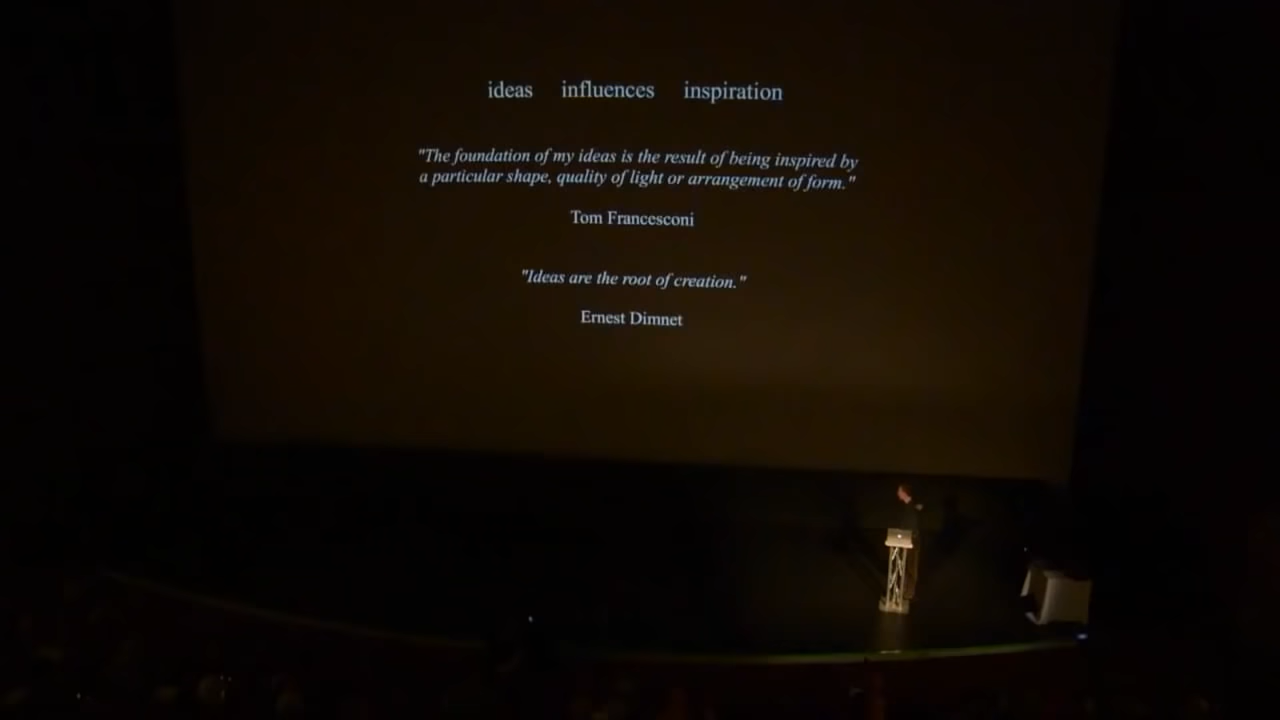 ideas influences inspiration
"The foundation of my ideas is the result of being inspired by
a particular shape, quality of light or arrangement of form."
Tom Francesconi
"Ideas are the root of creation."
Ernest Dimnet